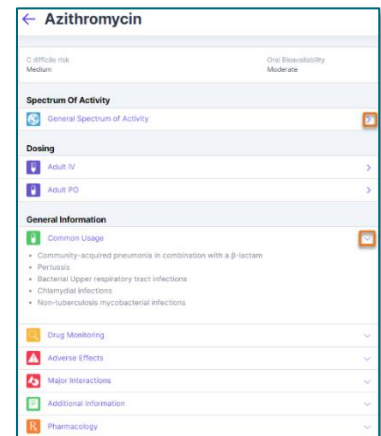 Azithromycin
C difficile risk
Medium
Oral Bioavailability
Moderate
Spectrum Of Activity
General Spectrum of Activity
Dosing
Adult IV
Adult PO
General Information
Common Usage
• Community-acquired pneumonia in combination with a β-lactam
• Pertussis
• Bacterial Upper respiratory tract infections
• Chlamydial infections
• Non-tuberculosis mycobacterial infections
Drug Monitoring
Adverse Effects
Major Interactions
Additional Information
Pharmacology